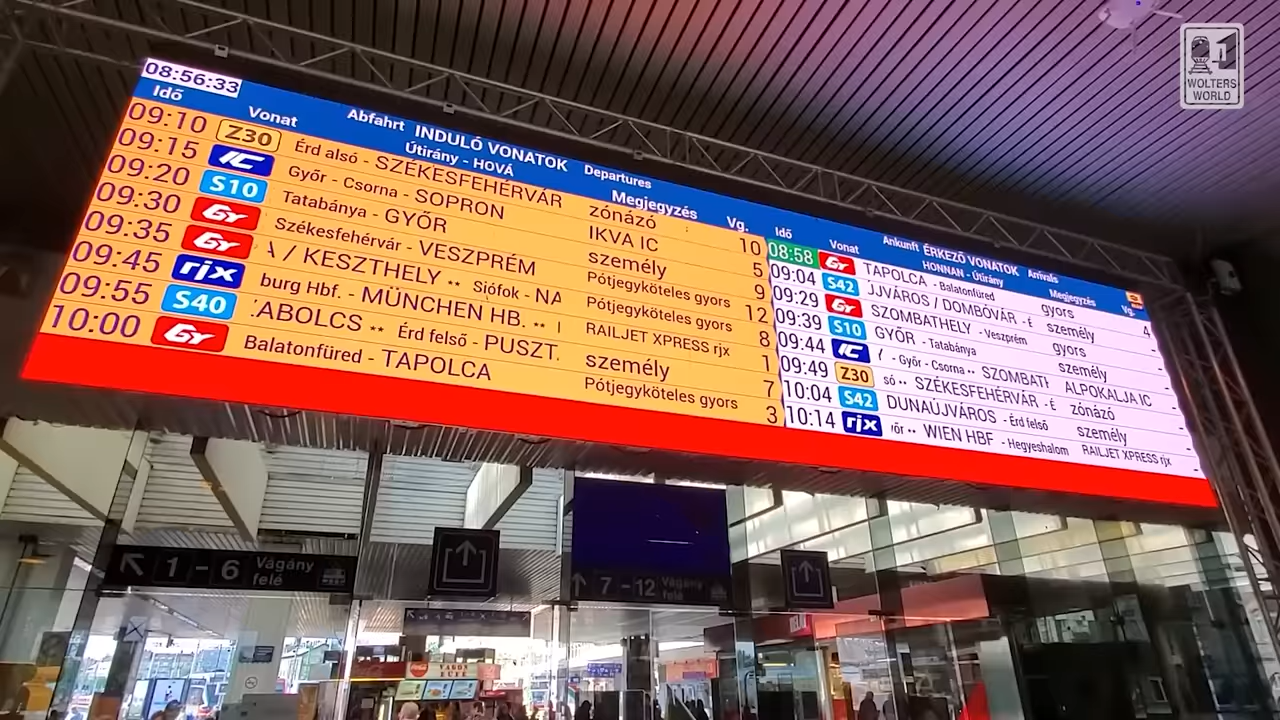 08:56:33
Abfahrt INDULÓ VONATOK Departures
Idő Vonat Útirány - HOVÁ Megjegyzés Vg.
09:10 Z30 Érd alsó - SZÉKESFEHÉRVÁR zónázó 10
09:15 IC Győr - Csorna - SOPRON IKVA IC 5
09:20 S10 Tatabánya - GYŐR személy 9
09:30 Gy Székesfehérvár - VESZPRÉM Pótjegyköteles gyors 12
09:35 Gy / KESZTHELY ** Siófok - NA Pótjegyköteles gyors 8
09:45 rjx burg Hbf. - MÜNCHEN HB. ** RAILJET XPRESS rjx 1
09:55 S40 ABOLCS ** Érd felső - PUSZT. személy 7
10:00 Gy Balatonfüred - TAPOLCA Pótjegyköteles gyors 3
Ankunft ÉRKEZŐ VONATOK Arrivals
Idő Vonat HONNAN - Útirány Megjegyzés Vg.
08:58 Gy TAPOLCA - Balatonfüred gyors 4
09:04 S42 JJVÁROS / DOMBÓVÁR - É személy -
09:29 Gy SZOMBATHELY - Veszprém gyors -
09:39 S10 GYŐR - Tatabánya személy -
09:44 IC / - Győr - Csorna ** SZOMBATH ALPOKALJA IC -
09:49 Z30 só ** SZÉKESFEHÉRVÁR - É zónázó -
10:04 S42 DUNAÚJVÁROS - Érd felső személy -
10:14 rjx ** WIEN HBF - Hegyeshalom RAILJET XPRESS rjx -
1 - 6 Vágány felé
7 - 12 Vágány felé
1
WOLTERS
WORLD